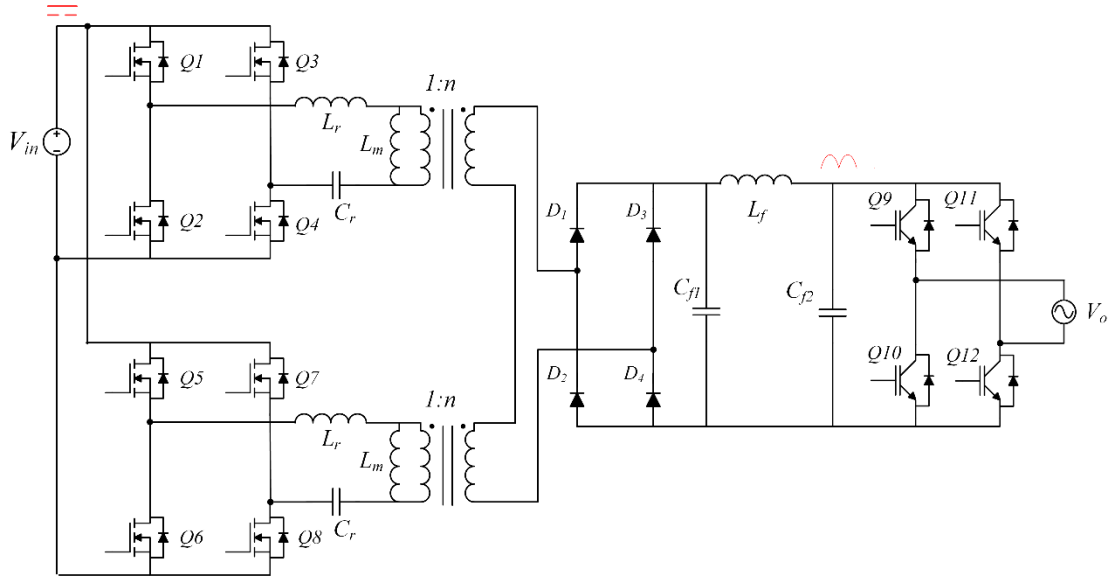 Q1
Q3
1:n
L_r
V_in
L_m
D_1
D_3
Q9
Q11
Q2
Q4
C_r
L_f
C_f1
C_f2
V_o
Q5
Q7
1:n
D_2
D_4
Q10
Q12
L_r
L_m
Q6
Q8
C_r